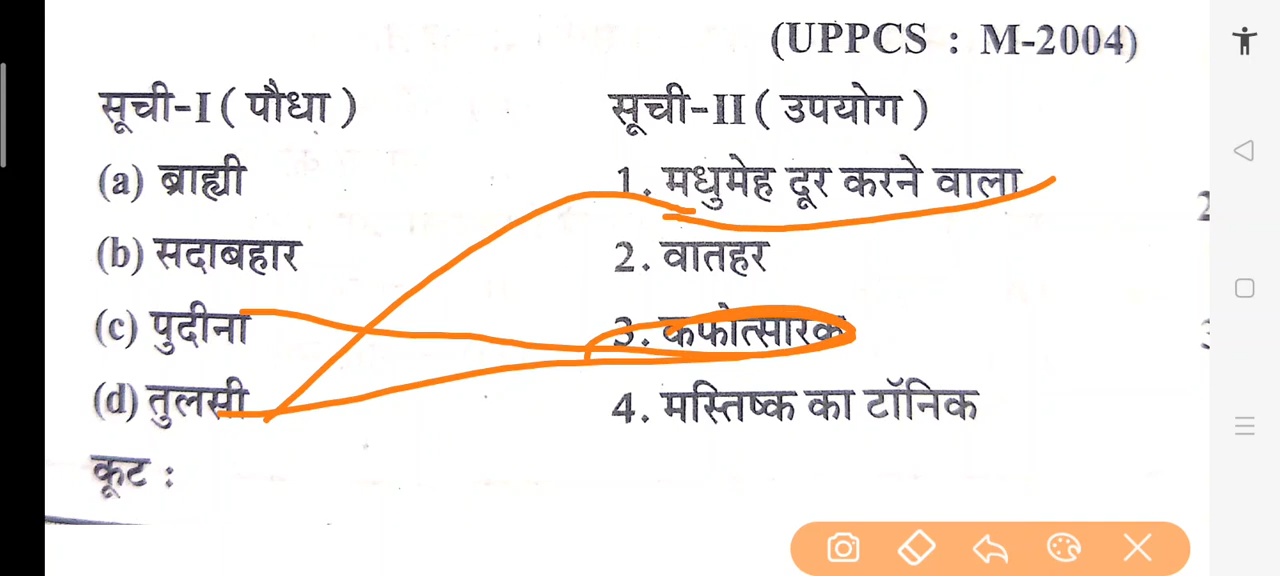 (UPPCS : M-2004)
सूची-I ( पौधा ) सूची-II ( उपयोग )
(a) ब्राह्मी 1. मधुमेह दूर करने वाला
(b) सदाबहार 2. वातहर
(c) पुदीना 3. कफोत्सारक
(d) तुलसी 4. मस्तिष्क का टॉनिक
कूट :